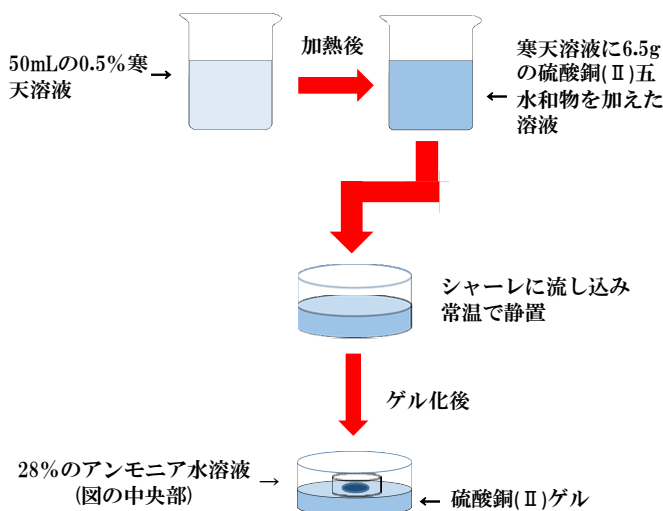 50mLの0.5%寒
天溶液
加熱後
寒天溶液に6.5g
の硫酸銅(Ⅱ)五
水和物を加えた
溶液
シャーレに流し込み
常温で静置
ゲル化後
28%のアンモニア水溶液
(図の中央部)
硫酸銅(Ⅱ)ゲル